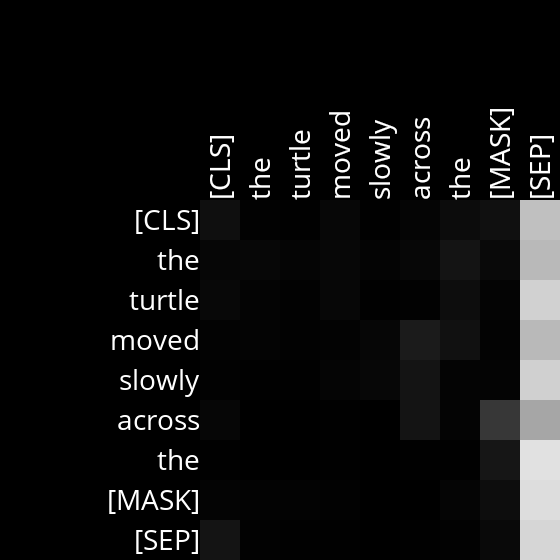 [CLS] the turtle moved slowly across the [MASK] [SEP]
[CLS]
the
turtle
moved
slowly
across
the
[MASK]
[SEP]